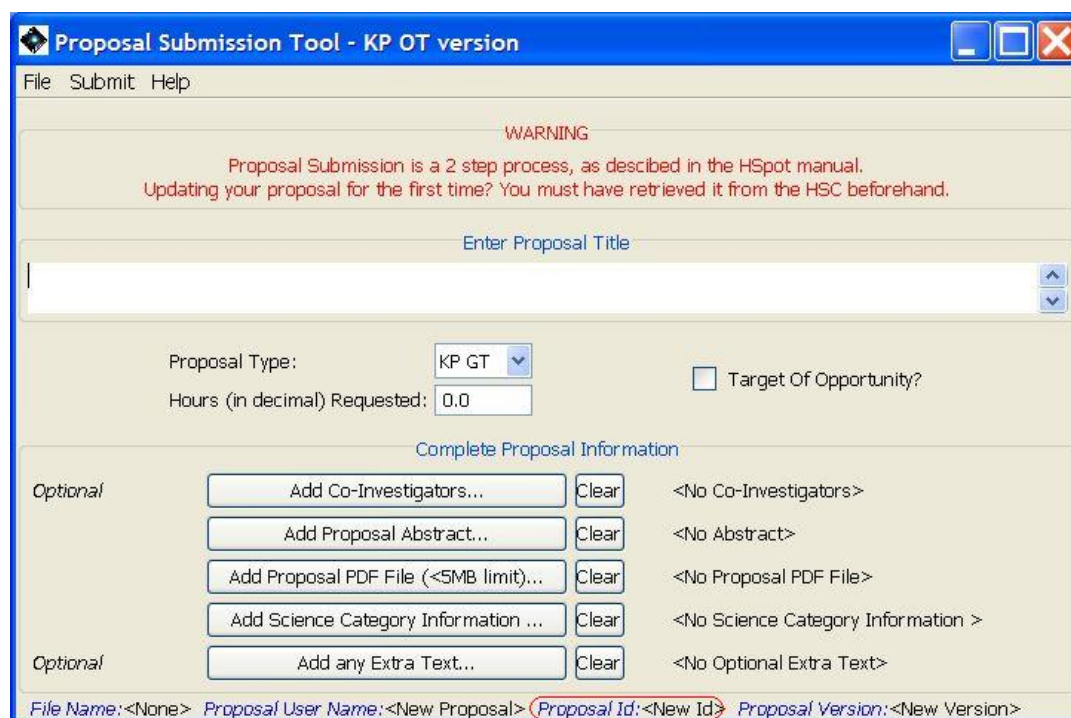 Proposal Submission Tool - KP OT version
File Submit Help
WARNING
Proposal Submission is a 2 step process, as descibed in the HSpot manual.
Updating your proposal for the first time? You must have retrieved it from the HSC beforehand.
Enter Proposal Title
Proposal Type: KP GT
Target Of Opportunity?
Hours (in decimal) Requested: 0.0
Complete Proposal Information
Optional Add Co-Investigators... Clear <No Co-Investigators>
Add Proposal Abstract... Clear <No Abstract>
Add Proposal PDF File (<5MB limit)... Clear <No Proposal PDF File>
Add Science Category Information ... Clear <No Science Category Information >
Optional Add any Extra Text... Clear <No Optional Extra Text>
File Name:<None> Proposal User Name:<New Proposal> Proposal Id:<New Id> Proposal Version:<New Version>